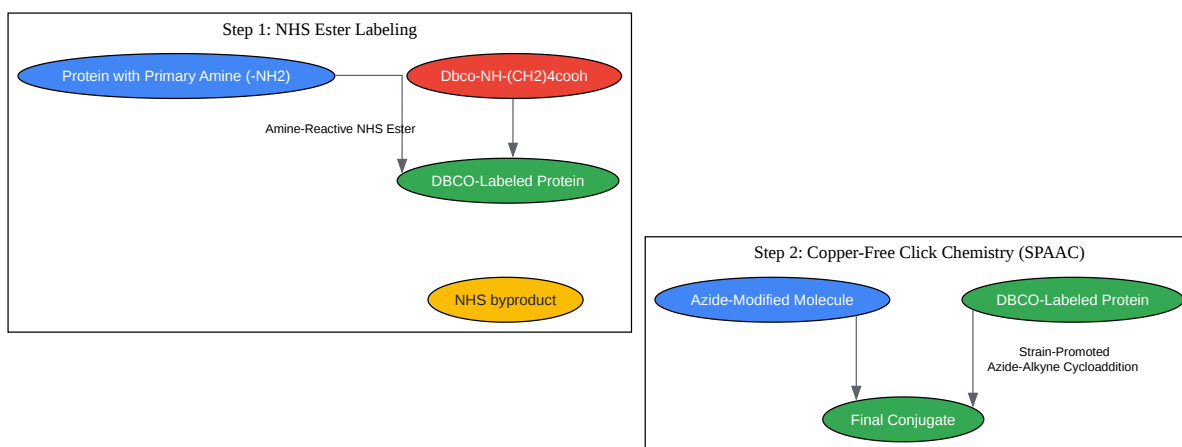 Step 1: NHS Ester Labeling
Protein with Primary Amine (-NH2)
Dbco-NH-(CH2)4cooh
Amine-Reactive NHS Ester
DBCO-Labeled Protein
NHS byproduct
Step 2: Copper-Free Click Chemistry (SPAAC)
Azide-Modified Molecule
DBCO-Labeled Protein
Strain-Promoted
Azide-Alkyne Cycloaddition
Final Conjugate